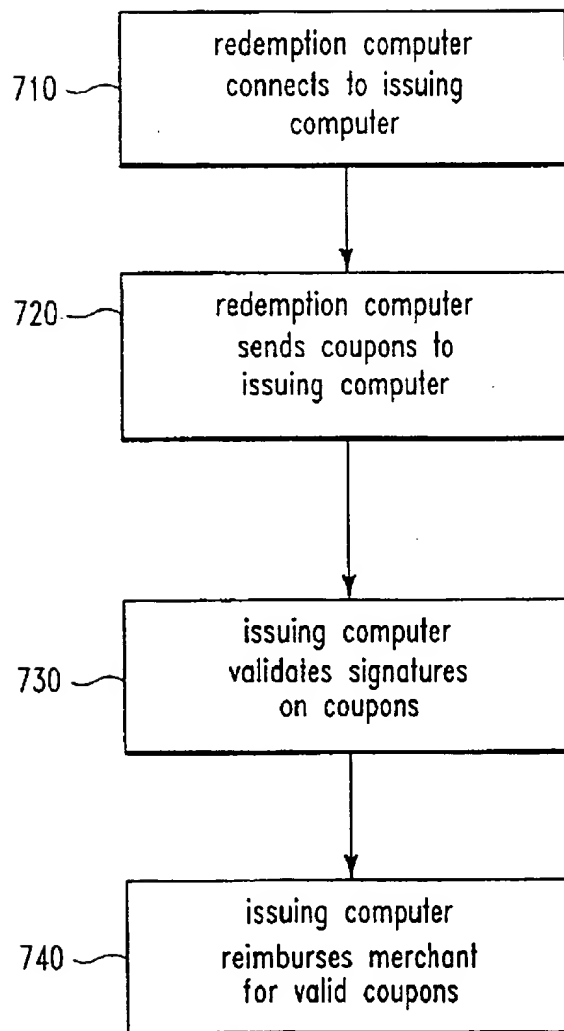 710
redemption computer
connects to issuing
computer
720
redemption computer
sends coupons to
issuing computer
730
issuing computer
validates signatures
on coupons
740
issuing computer
reimburses merchant
for valid coupons